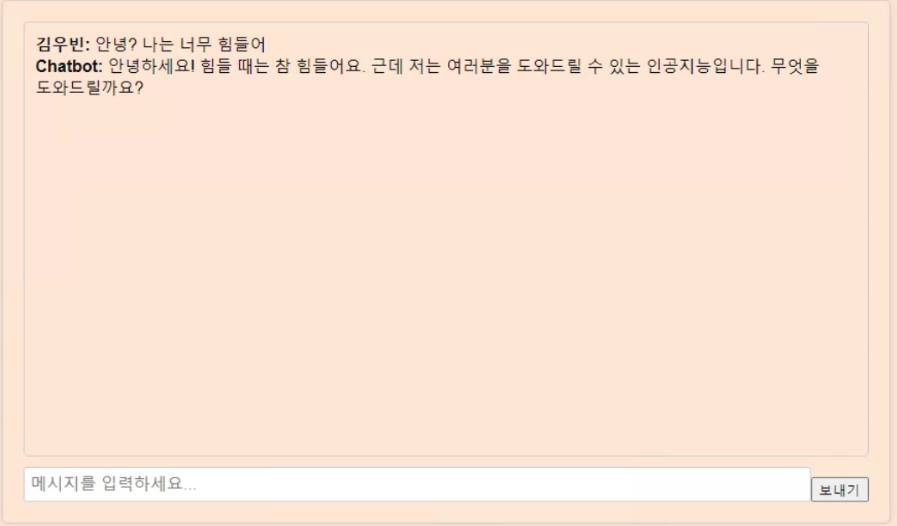 김우빈: 안녕? 나는 너무 힘들어
Chatbot: 안녕하세요! 힘들 때는 참 힘들어요. 근데 저는 여러분을 도와드릴 수 있는 인공지능입니다. 무엇을
도와드릴까요?
메시지를 입력하세요...
보내기